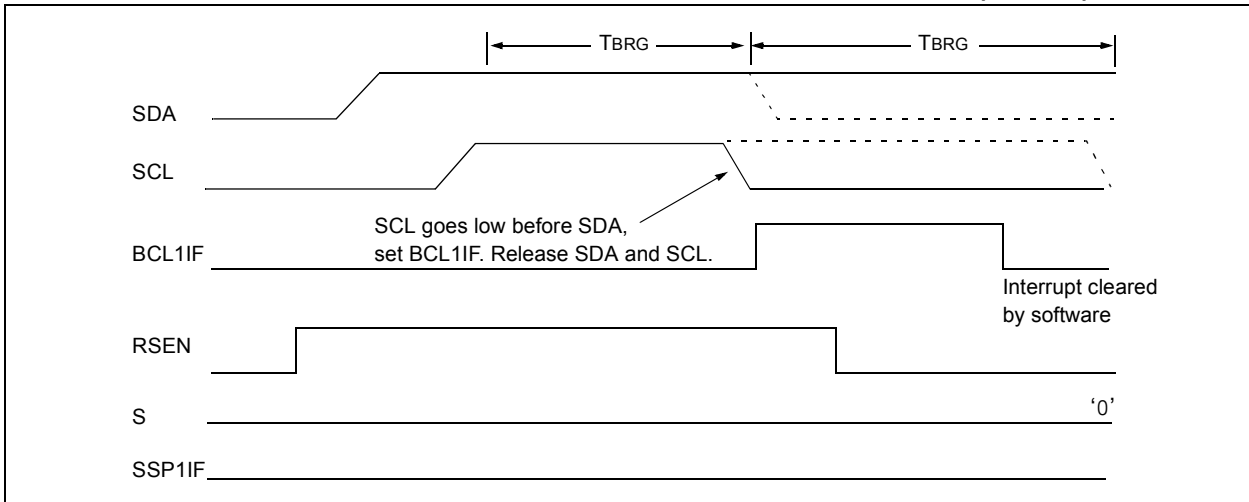 TBRG
TBRG
SDA
SCL
SCL goes low before SDA,
set BCL1IF. Release SDA and SCL.
BCL1IF
Interrupt cleared
by software
RSEN
S
‘0’
SSP1IF